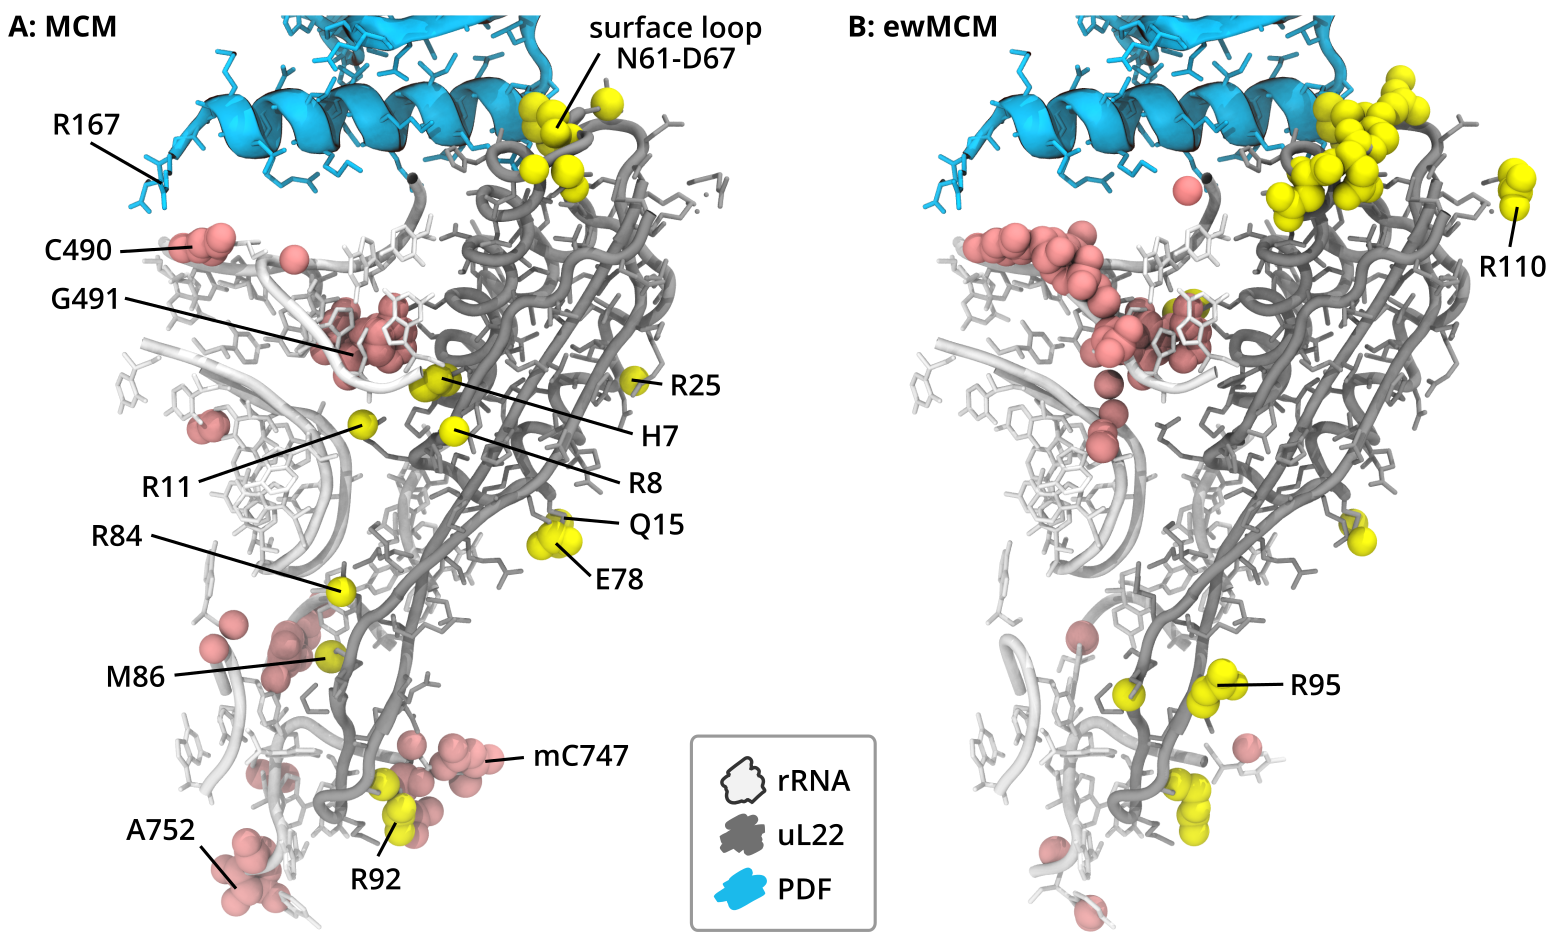 A: MCM
surface loop
N61-D67
R167
C490
G491
R25
H7
R11
R8
Q15
R84
E78
M86
mC747
A752
R92
B: ewMCM
R110
R95
rRNA
uL22
PDF